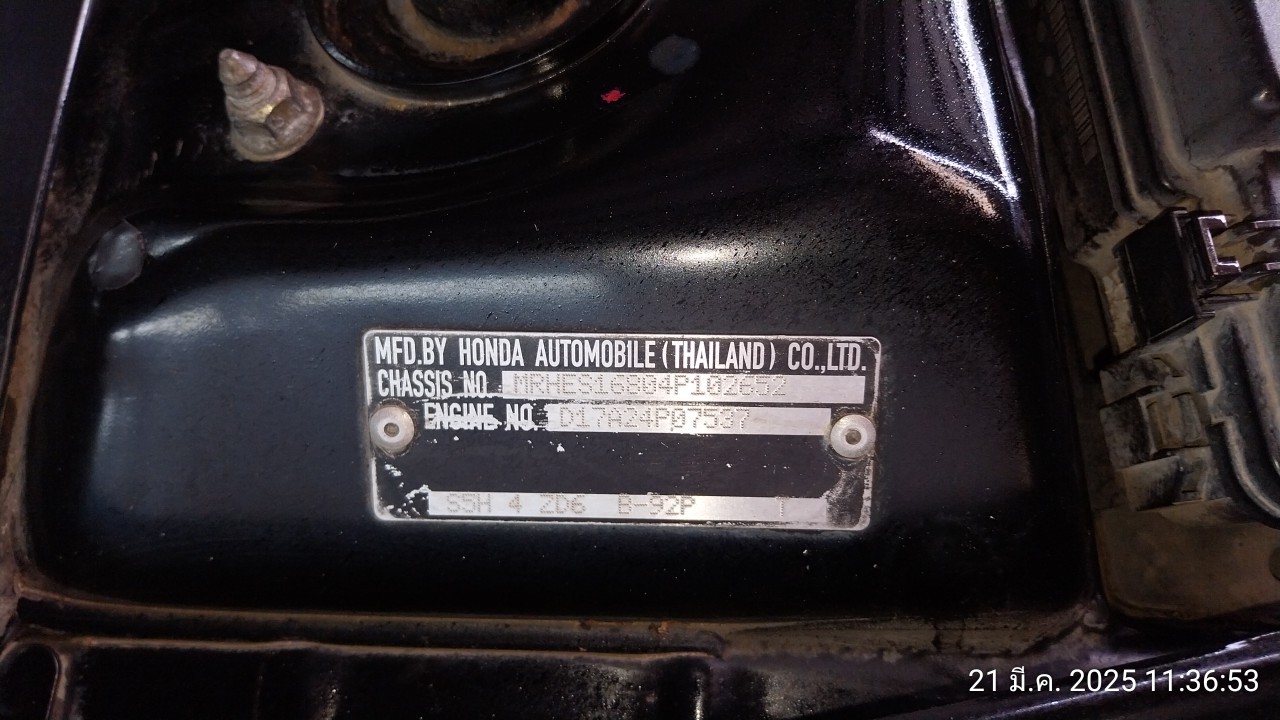 MFD.BY HONDA AUTOMOBILE (THAILAND) CO.,LTD.
CHASSIS NO. MRHES16804P102652
ENGINE NO. D17A24P07567
S5H 4 ZD6 B-92P T
21 มี.ค. 2025 11:36:53